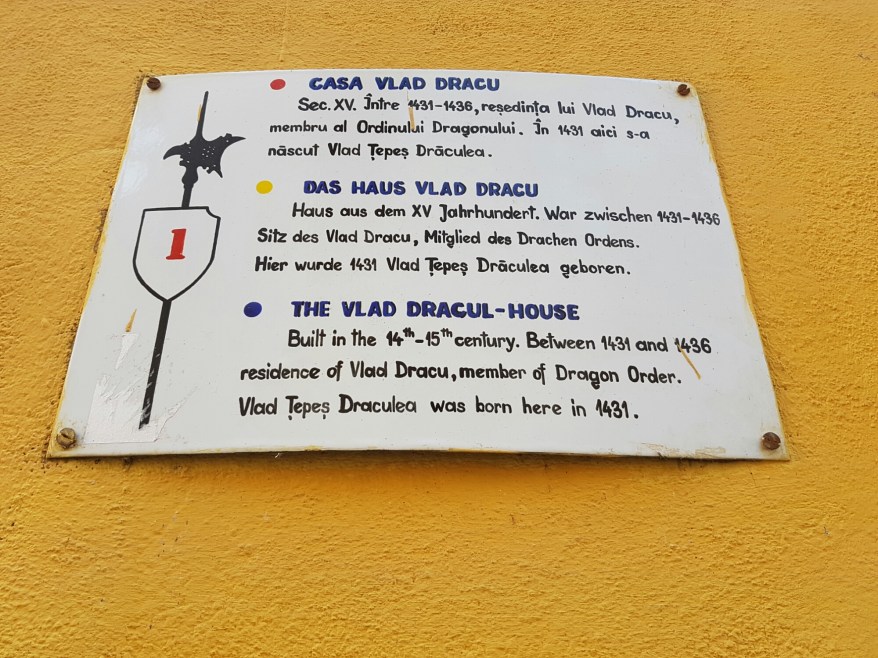 CASA VLAD DRACU
Sec. XV. Între 1431-1436, reședința lui Vlad Dracu,
membru al Ordinului Dragonului. În 1431 aici s-a
născut Vlad Țepeș Drăculea.
DAS HAUS VLAD DRACU
Haus aus dem XV Jahrhundert. War zwischen 1431-1436
Sitz des Vlad Dracu, Mitglied des Drachen Ordens.
Hier wurde 1431 Vlad Țepeș Drăculea geboren.
1
THE VLAD DRACUL-HOUSE
Built in the 14th-15th century. Between 1431 and 1436
residence of Vlad Dracu, member of Dragon Order.
Vlad Țepeș Draculea was born here in 1431.